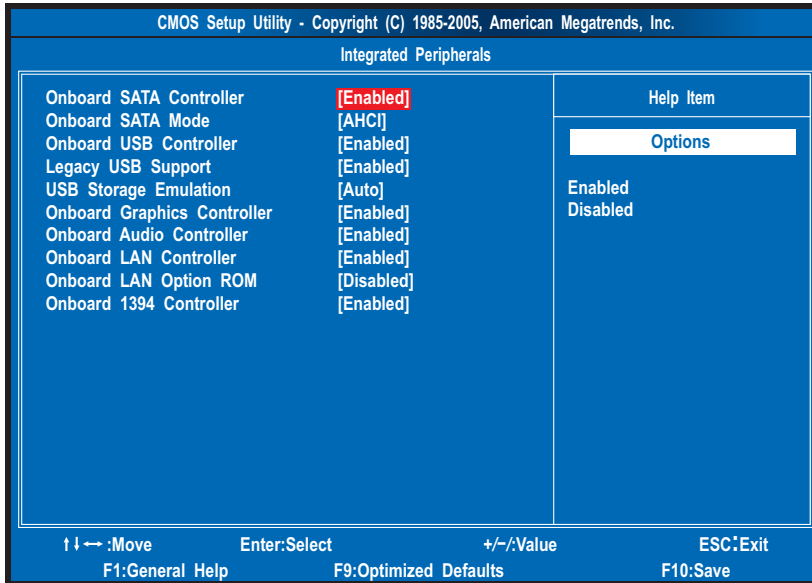 CMOS Setup Utility - Copyright (C) 1985-2005, American Megatrends, Inc.
Integrated Peripherals
Onboard SATA Controller [Enabled]
Onboard SATA Mode [AHCI]
Onboard USB Controller [Enabled]
Legacy USB Support [Enabled]
USB Storage Emulation [Auto]
Onboard Graphics Controller [Enabled]
Onboard Audio Controller [Enabled]
Onboard LAN Controller [Enabled]
Onboard LAN Option ROM [Disabled]
Onboard 1394 Controller [Enabled]
Help Item
Options
Enabled
Disabled
↑↓↔ :Move Enter:Select +/-/:Value ESC:Exit
F1:General Help F9:Optimized Defaults F10:Save